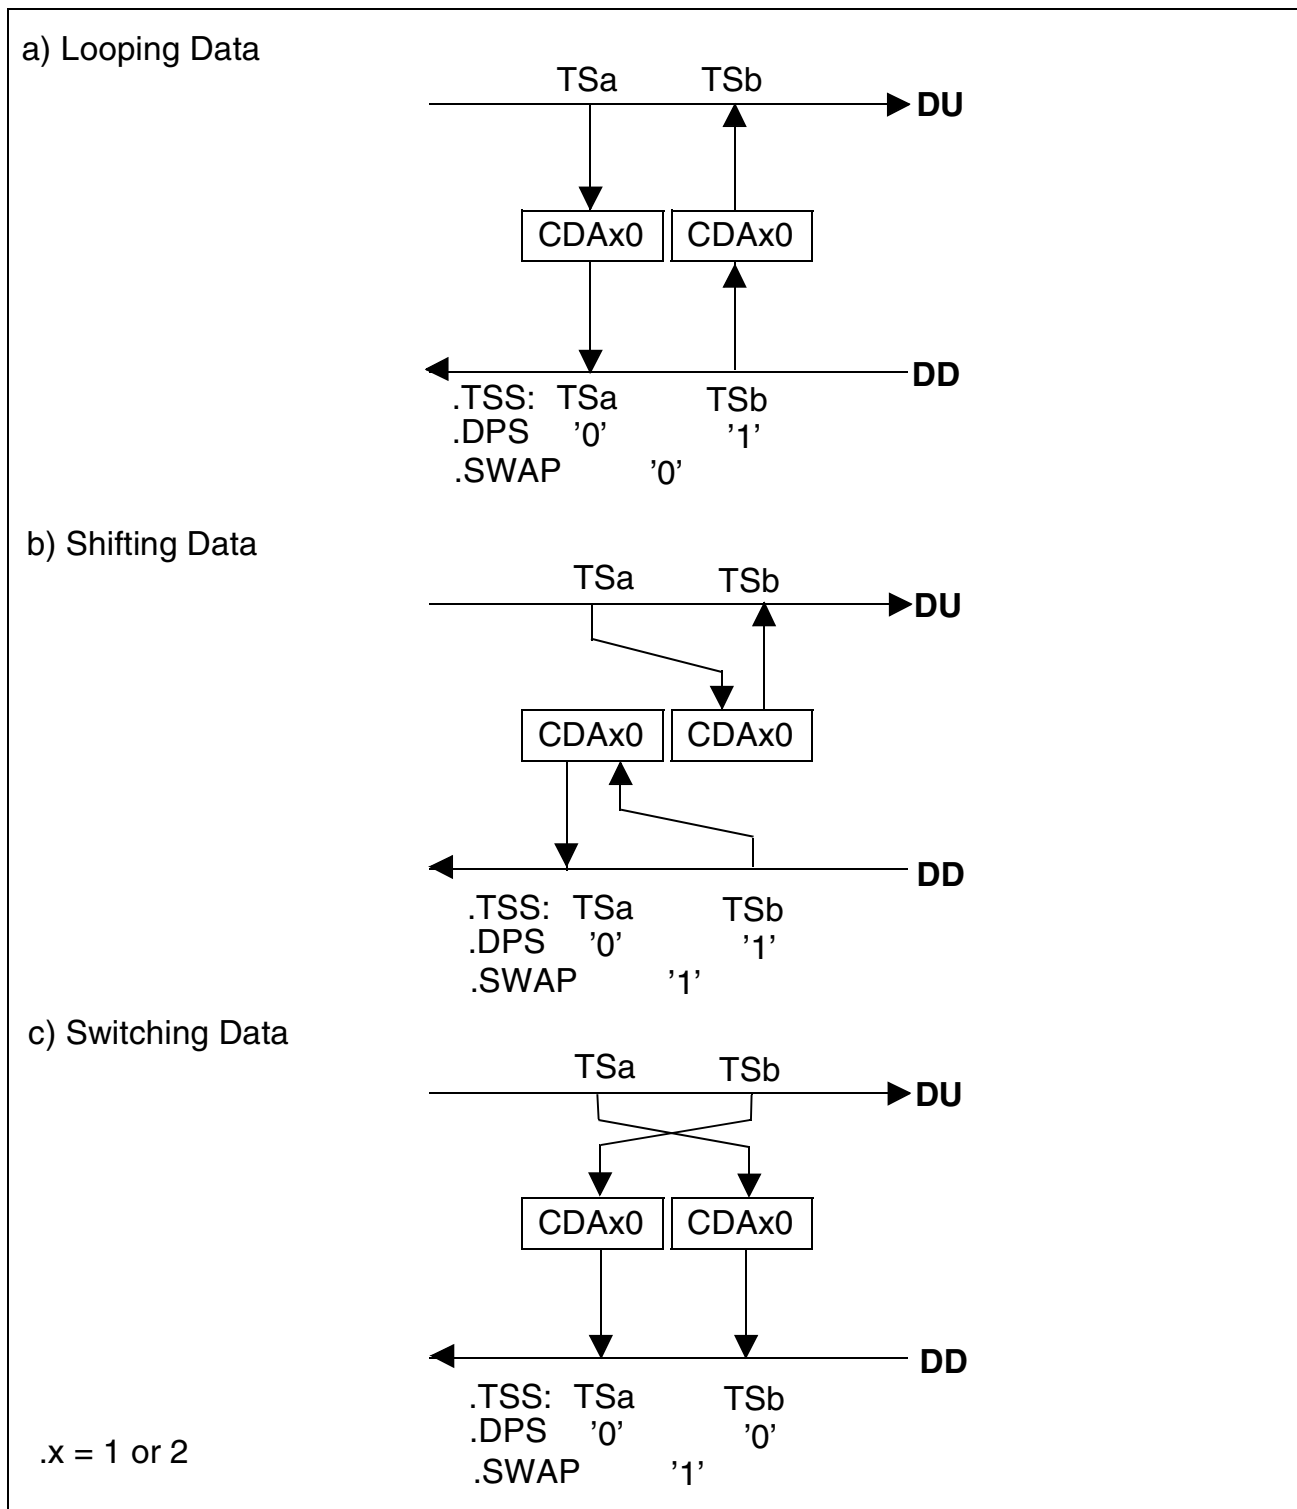 a) Looping Data
TSa TSb
DU
CDAx0 CDAx0
DD
.TSS: TSa TSb
.DPS ’0’ ’1’
.SWAP ’0’
b) Shifting Data
TSa TSb
DU
CDAx0 CDAx0
DD
.TSS: TSa TSb
.DPS ’0’ ’1’
.SWAP ’1’
c) Switching Data
TSa TSb
DU
CDAx0 CDAx0
DD
.TSS: TSa TSb
.DPS ’0’ ’0’
.x = 1 or 2
.SWAP ’1’